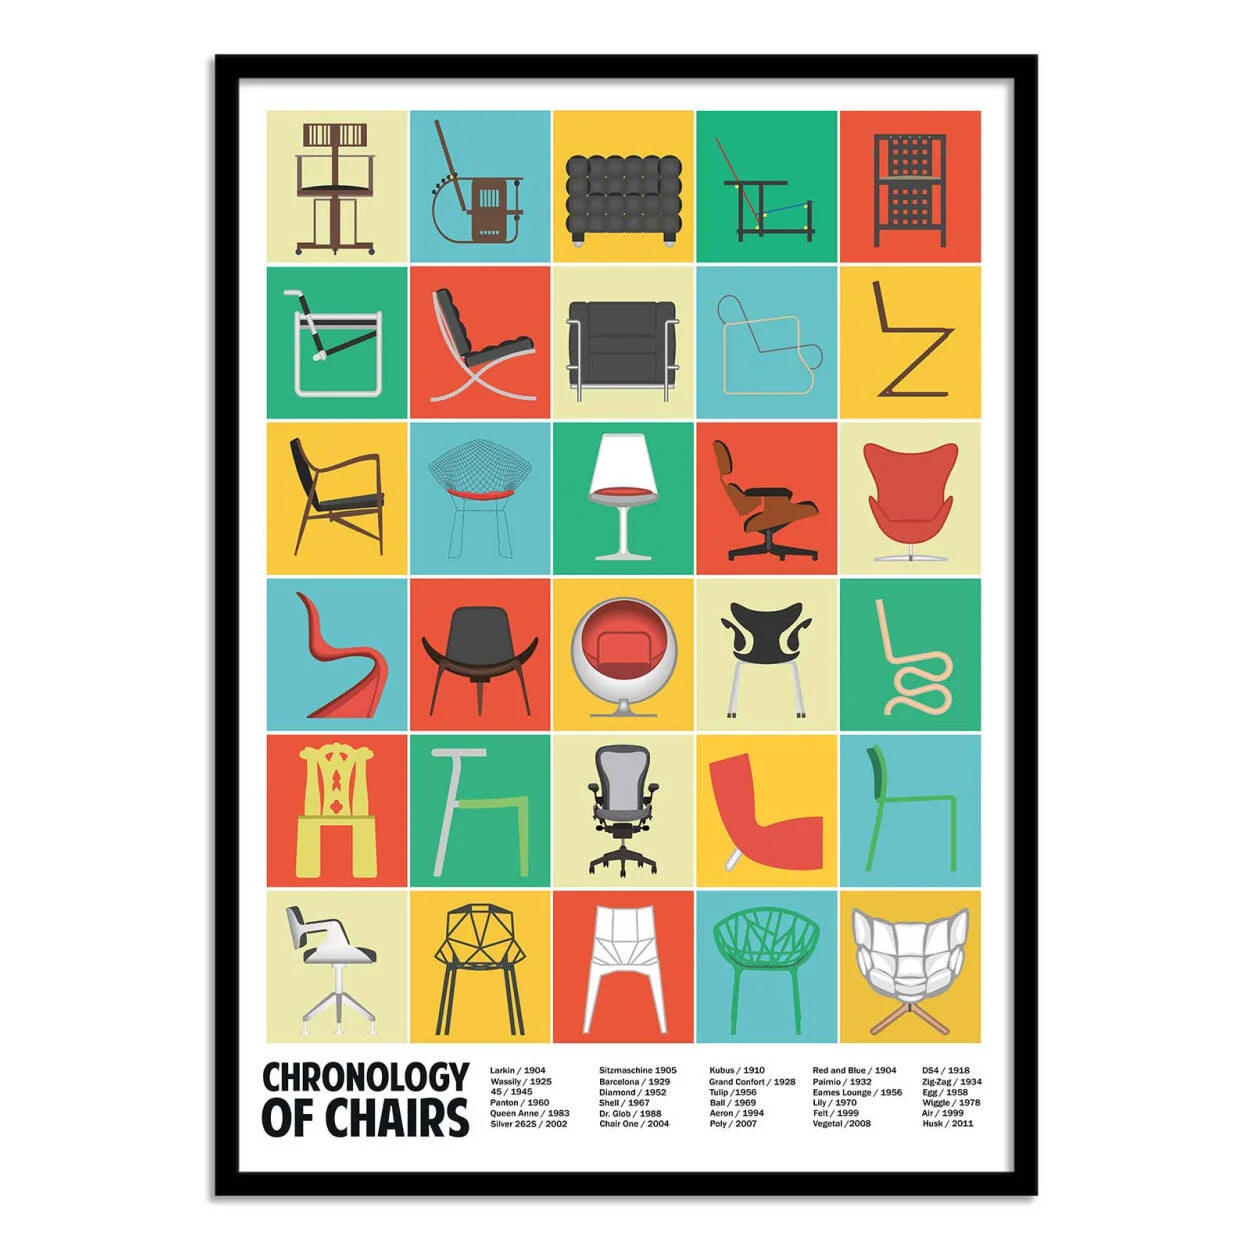 CHRONOLOGY
OF CHAIRS
Larkin / 1904
Wassily / 1925
45 / 1945
Panton / 1960
Queen Anne / 1983
Silver 262S / 2002
Sitzmaschine 1905
Barcelona / 1929
Diamond / 1952
Shell / 1967
Dr. Glob / 1988
Chair One / 2004
Kubus / 1910
Grand Confort / 1928
Tulip /1956
Ball / 1969
Aeron / 1994
Poly / 2007
Red and Blue / 1904
Paimio / 1932
Eames Lounge / 1956
Lily / 1970
Felt / 1999
Vegetal /2008
DS4 / 1918
Zig-Zag / 1934
Egg / 1958
Wiggle / 1978
Air / 1999
Husk / 2011